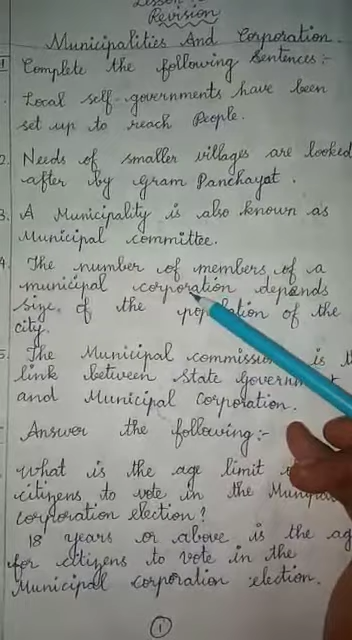 Lesson
Revision
Municipalities And Corporation.
1 Complete the following Sentences:-
Local self-governments have been
set up to reach People.
2. Needs of smaller villages are looked
after by Gram Panchayat.
3. A Municipality is also known as
Municipal committee.
4. The number of members of a
municipal corporation depends
size of the population of the
city.
5. The Municipal commission is
link between State Government
and Municipal Corporation.
Answer the following:-
What is the age limit
citizens to vote in the
corporation election?
18 years or above is the ag
for citizens to vote in the
Municipal Corporation election.
1